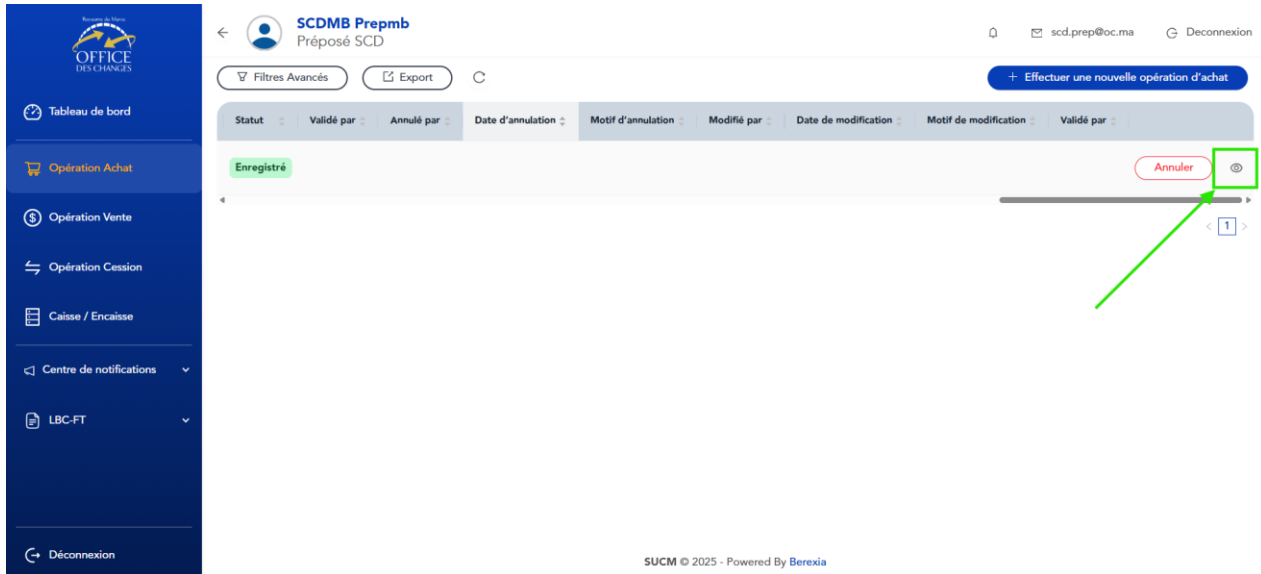 Royaume du Maroc
OFFICE
DES CHANGES
SCDMB Prepmb
Préposé SCD
scd.prep@oc.ma
Deconnexion
Filtres Avancés
Export
+ Effectuer une nouvelle opération d'achat
Tableau de bord
Opération Achat
Opération Vente
Opération Cession
Caisse / Encaisse
Centre de notifications
LBC-FT
Déconnexion
Statut Validé par Annulé par Date d'annulation Motif d'annulation Modifié par Date de modification Motif de modification Validé par
Enregistré Annuler
< 1 >
SUCM © 2025 - Powered By Berexia